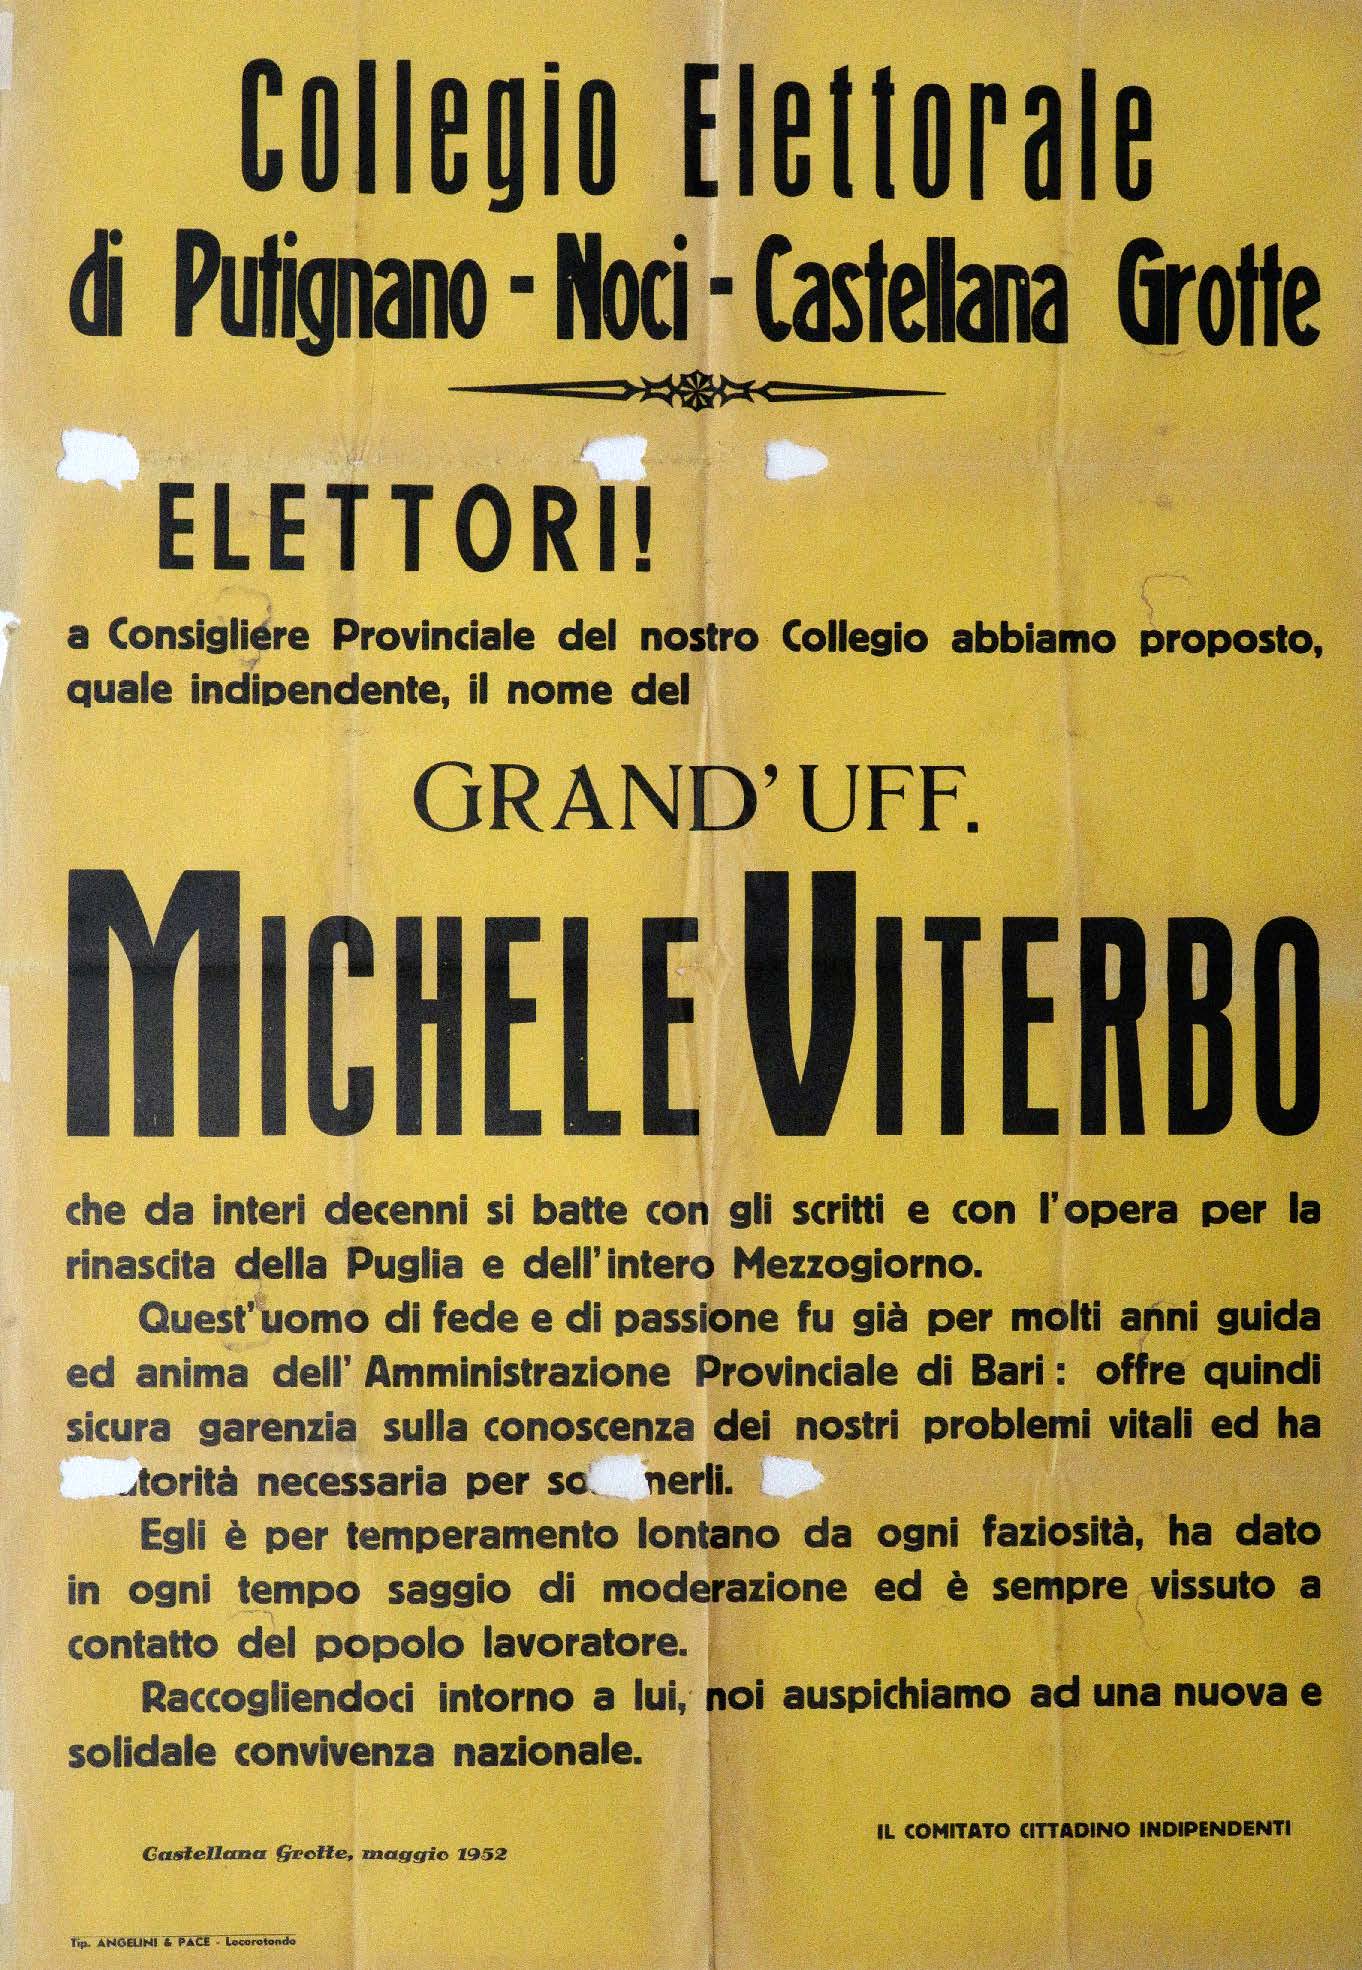 Collegio Elettorale
di Putignano - Noci - Castellana Grotte
ELETTORI!
a Consigliere Provinciale del nostro Collegio abbiamo proposto,
quale indipendente, il nome del
GRAND'UFF.
MICHELE VITERBO
che da interi decenni si batte con gli scritti e con l'opera per la
rinascita della Puglia e dell'intero Mezzogiorno.
Quest'uomo di fede e di passione fu già per molti anni guida
ed anima dell'Amministrazione Provinciale di Bari: offre quindi
sicura garenzia sulla conoscenza dei nostri problemi vitali ed ha
necessaria per
Egli è per temperamento lontano da ogni faziosità, ha dato
in ogni tempo saggio di moderazione ed è sempre vissuto a
contatto del popolo lavoratore.
Raccogliendoci intorno a lui, noi auspichiamo ad una nuova e
solidale convivenza nazionale.
IL COMITATO CITTADINO INDIPENDENTI
Castellana Grotte, maggio 1952
Tip. ANGELINI & PACE - Locorotondo